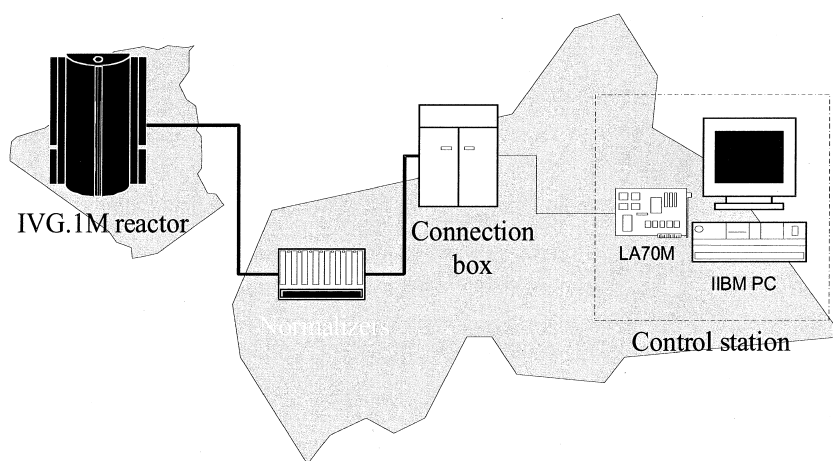 IVG.1M reactor
Connection
box
LA70M
IIBM PC
Normalizers
Control station